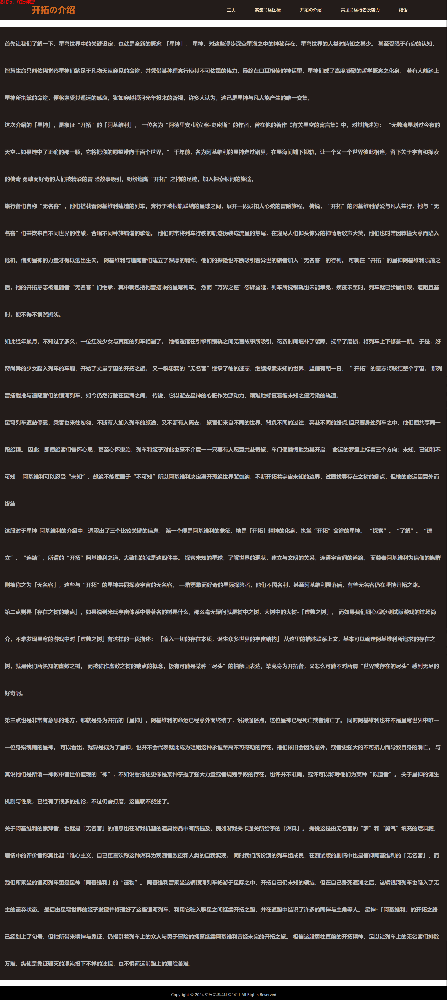 愿此行，终抵群星!
开拓の介绍
主页 实装命途图标 开拓の介绍 常见命途行者及势力 结语
首先让我们了解一下，星穹世界中的关键设定，也就是全新的概念-「星神」。 星神，对这些漫步深空星海之中的神秘存在，星穹世界的人类对峙知之甚少。 甚至受限于有穷的认知，
智慧生命只能依稀觉察星神们踏足于凡物无从窥见的命途，并凭借某种理念行使其不可估量的伟力，最终在口耳相传的神话里，星神们成了高度凝聚的哲学概念之化身。 若有人能踏上
星神所执掌的命途，便将禀受其遥远的感应，犹如穿越银河光年投来的瞥视，许多人认为，这已是星神与凡人能产生的唯一交集。
这次介绍的「星神」，是象征“开拓”的「阿基维利」。 一位名为“阿德里安•斯宾塞-史密斯”的作者，曾在他的著作《有关星空的寓言集》中，对其描述为： “无数流星划过今夜的
天空...如果选中了正确的那一颗，它将把你的愿望带向千百个世界。” 千年前，名为阿基维利的星神走过诸界，在星海间铺下银轨，让一个又一个世界彼此相连，留下关于宇宙和探索
的传奇 勇敢而好奇的人们被精彩的冒 险故事吸引，纷纷追随“开拓”之神的足迹，加入探索银河的旅途。
旅行者们自称“无名客”，他们搭载着阿基维利建造的列车，奔行于被银轨联结的星球之间，展开一段段扣人心弦的冒险旅程。 传说，“开拓”的阿基维利酷爱与凡人共行，祂与“无
名客”们共饮来自不同世界的佳酿，合唱不同种族编谱的歌谣。 他们时常将列车行驶的轨迹伪装成流星的慧尾，在窥见人们仰头惊异的神情后放声大笑，他们也时常因莽撞大意而陷入
危机，借助星神的力量才得以逃出生天。 阿基维利与追随者们建立了深厚的羁绊，他们的探险也不断吸引着异世的旅者加入“无名客”的行列。 可就在“开拓”的星神阿基维利陨落之
后，祂的开拓意志被追随者“无名客”们继承，其中就包括祂曾搭乘的星穹列车。 然而“万界之癌”恣肆蔓延，列车所枕银轨也未能幸免，疾疫未至时，列车就已步履维艰，道阻且塞
时，便不得不悄然搁浅。
如此经年累月，不知过了多久，一位红发少女与荒废的列车相遇了。 她被遗落在引擎和银轨之间无言故事所吸引，花费时间填补了裂隙、抚平了磨损，将列车上下修葺一新。 于是，好
奇尚异的少女踏入列车的车厢，开始了丈量宇宙的开拓之旅。 又一群忠实的“无名客”继承了袖的遗志，继续探索未知的世界，坚信有朝一日，“ 开拓”的意志将联结整个宇宙。 那列
曾搭载扡与追随者们的银河列车，如今仍然行驶在星海之间。 传说，它以逝去星神的心脏作为源动力，艰难地修复着被未知之癌污染的轨道。
星穹列车逐站停靠，乘客也来往匆匆，不断有人加入列车的旅途，又不断有人离去。 旅者们来自不同的世界，背负不同的过往，奔赴不同的终点,但只要身处列车之中，他们便共享同一
段旅程。 因此，即便旅客们各怀心思，甚至心怀鬼胎，列车和姬子对此也毫不介意一一只要有人愿意共赴奇旅，车门便慷慨地为其开启。 命运的罗盘上标着三个方向：未知、已知和不
可知。 阿基维利可以忍受“未知”，却绝不能屈服于“不可知”所以阿基维利决定离开孤绝世界裴伽纳，不断开拓着宇宙未知的边界，试图找寻存在之树的端点，但祂的命运因意外而
终结。
这段对于星神-阿基维利的介绍中，透露出了三个比较关键的信息。 第一个便是阿基维利的象征，祂是「开拓」精神的化身，执掌“开拓”命途的星神。 “探索”、“了解”、“建
立”、“连结”，所谓的“开拓”阿基维利之道，大致指的就是这四件事。 探索未知的星球，了解世界的现状，建立与文明的关系，连通宇宙间的道路。 而尊奉阿基维利为信仰的族群
则被称之为「无名客」，这些与“开拓”的星神共同探索宇宙的无名客。 —群勇敢而好奇的星际探险者，他们不图名利，甚至阿基维利陨落后，有些无名客仍在坚持开拓之路。
第二点则是「存在之树的端点」，如果说到米氏宇宙体系中最著名的树是什么，那么毫无疑问就是树中之树，大树中的大树-「虚数之树」。 而如果我们细心观察测试版游戏的过场简
介，不难发现星穹的游戏中对「虚数之树」有这样的一段描述： 「遍入一切的存在本质，诞生众多世界的宇宙结构」 从这里的描述联系上文，基本可以确定阿基维利所追求的存在之
树，就是我们所熟知的虚数之树。 而被称作虚数之树的端点的概念，极有可能是某种“尽头”的抽象画表达，毕竟身为开拓者，又怎么可能不对所谓“世界或存在的尽头”感到无尽的
好奇呢。
第三点也是非常有意思的地方，那就是身为开拓的「星神」，阿基维利的命运已经意外而终结了，说得通俗点，这位星神已经死亡或者消亡了。 同时阿基维利也并不是星穹世界中唯一
一位身殒魂销的星神。 可以看出，就算是成为了星神，也并不会代表就此成为姐姐这种永恒至高不可撼动的存在，祂们依旧会因为意外，或者更强大的不可抗力而导致自身的消亡。 与
其说祂们是所谓一神教中普世价值观的“神”，不如说看描述更像是某种掌握了强大力量或者规则手段的存在，也许并不准确，或许可以称呼他们为某种“似道者”。 关于星神的诞生
机制与性质，已经有了很多的推论，不过仍需打磨，这里就不赘述了。
关于阿基维利的崇拜者，也就是「无名客」的信息也在游戏机制的道具物品中有所提及，例如游戏关卡通关所给予的「燃料」。 据说这是由无名客的“梦”和“勇气”填充的燃料罐，
剧情中的评价者称其比起“唯心主义，自己更喜欢称这种燃料为观测者效应和人类的自我实现。 同时我们所扮演的列车组成员，在测试版的剧情中也是信仰阿基维利的「无名客」，而
我们所乘坐的银河列车更是星神「阿基维利」的“遗物”。 阿基维利曾乘坐这辆银河列车畅游于星际之中，开拓自己仍未知的领域，但在自己身死道消之后，这辆银河列车也陷入了无
主的遗弃状态。 最后由星穹世界的姬子发现并修理好了这座银河列车，利用它驶入群星之间继续开拓之路，并在道路中结识了许多的同伴与主角等人。 星神-「阿基维利」的开拓之路
已经划上了句号，但祂所带来精神与象征，仍指引着列车上的众人与勇于冒险的拥趸继续阿基维利曾经未完的开拓之旅。 相信这股勇往直前的开拓精神，足以让列车上的无名客们排除
万难，纵使是象征毁灭的混沌投下不祥的注视，也不惧遥远前路上的艰险苦难。
Copyright © 2024 史展豪华科计院2411 All Rights Reserved